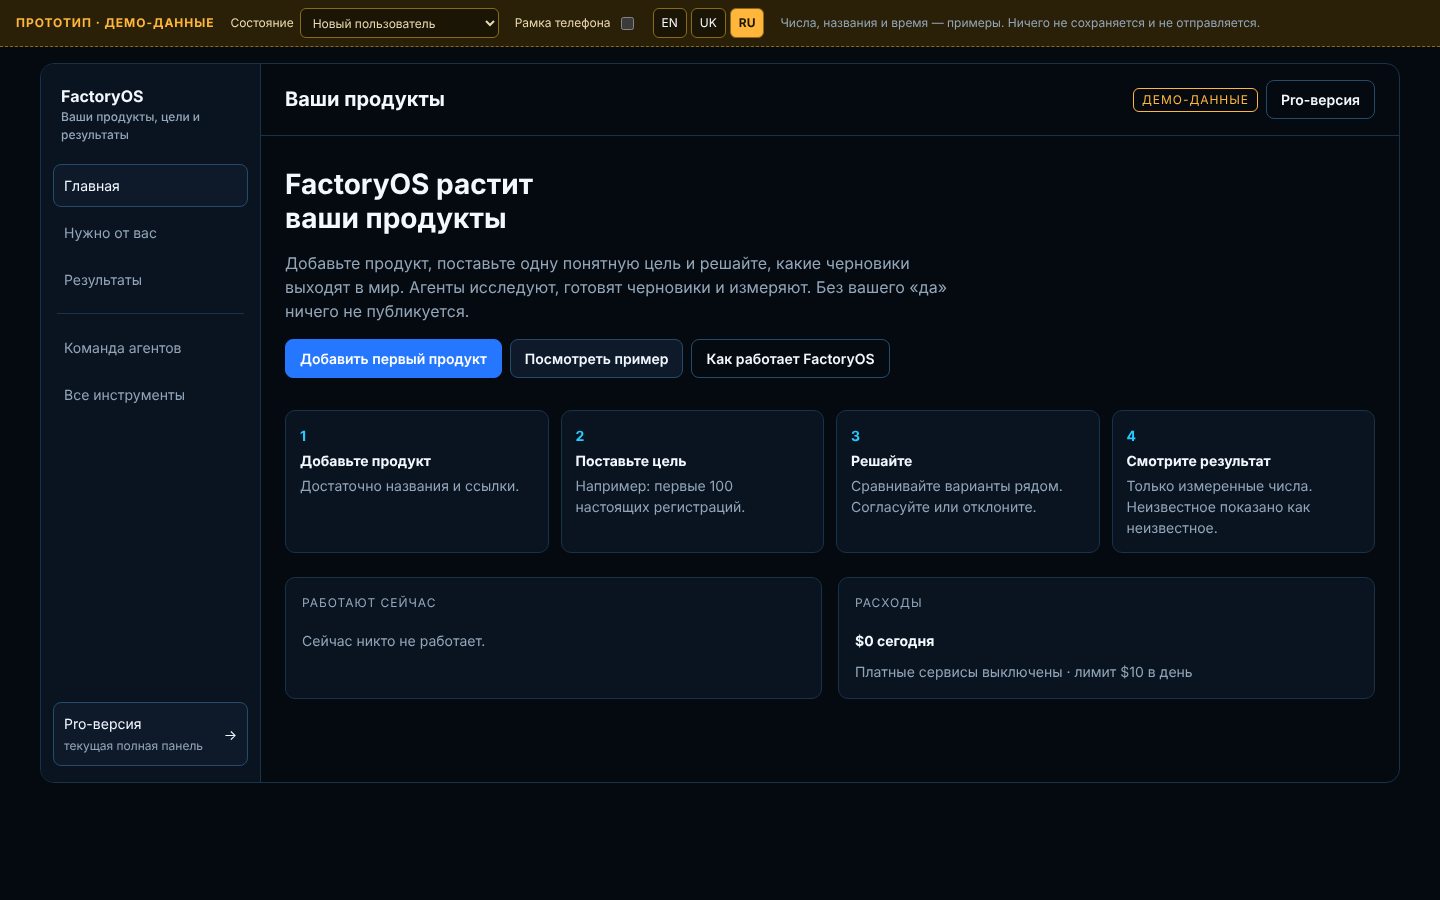 ПРОТОТИП · ДЕМО-ДАННЫЕ
Состояние
Новый пользователь
Рамка телефона
EN
UK
RU
Числа, названия и время — примеры. Ничего не сохраняется и не отправляется.
FactoryOS
Ваши продукты, цели и
результаты
Главная
Нужно от вас
Результаты
Команда агентов
Все инструменты
Pro-версия
текущая полная панель
→
Ваши продукты
ДЕМО-ДАННЫЕ
Pro-версия
FactoryOS растит
ваши продукты
Добавьте продукт, поставьте одну понятную цель и решайте, какие черновики
выходят в мир. Агенты исследуют, готовят черновики и измеряют. Без вашего «да»
ничего не публикуется.
Добавить первый продукт
Посмотреть пример
Как работает FactoryOS
1
Добавьте продукт
Достаточно названия и ссылки.
2
Поставьте цель
Например: первые 100
настоящих регистраций.
3
Решайте
Сравнивайте варианты рядом.
Согласуйте или отклоните.
4
Смотрите результат
Только измеренные числа.
Неизвестное показано как
неизвестное.
РАБОТАЮТ СЕЙЧАС
Сейчас никто не работает.
РАСХОДЫ
$0 сегодня
Платные сервисы выключены · лимит $10 в день